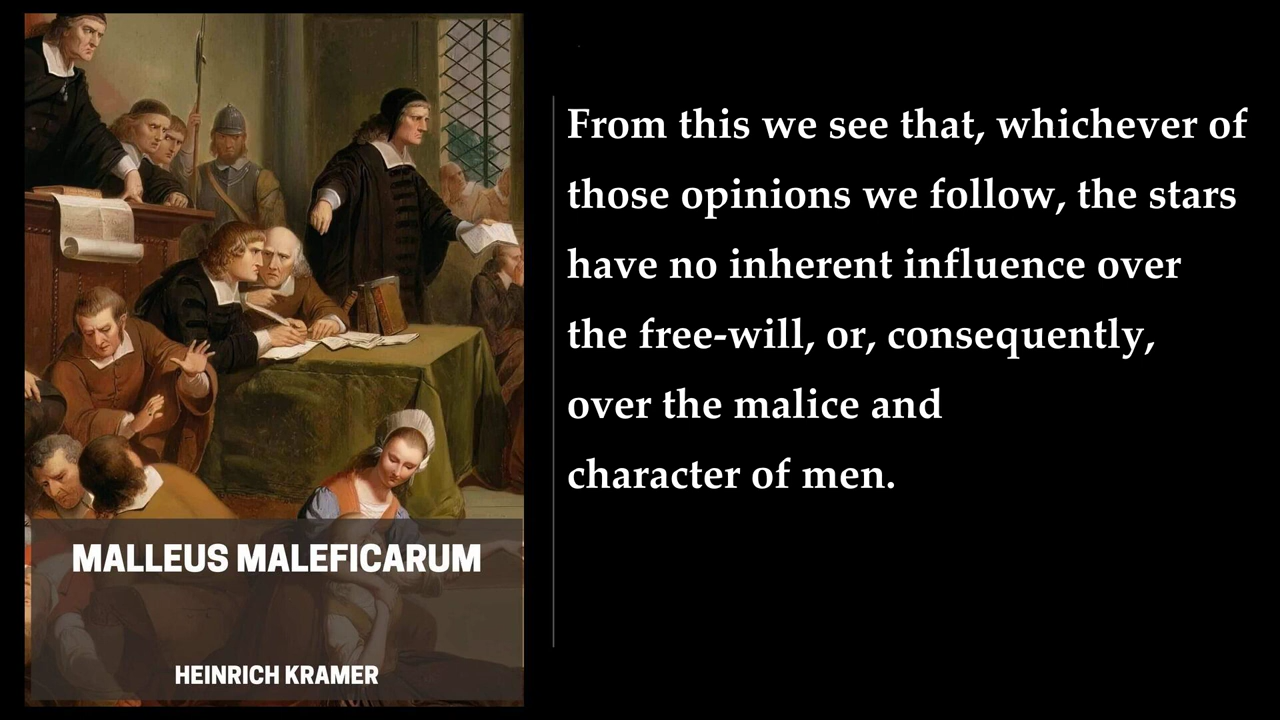 MALLEUS MALEFICARUM
HEINRICH KRAMER
From this we see that, whichever of
those opinions we follow, the stars
have no inherent influence over
the free-will, or, consequently,
over the malice and
character of men.